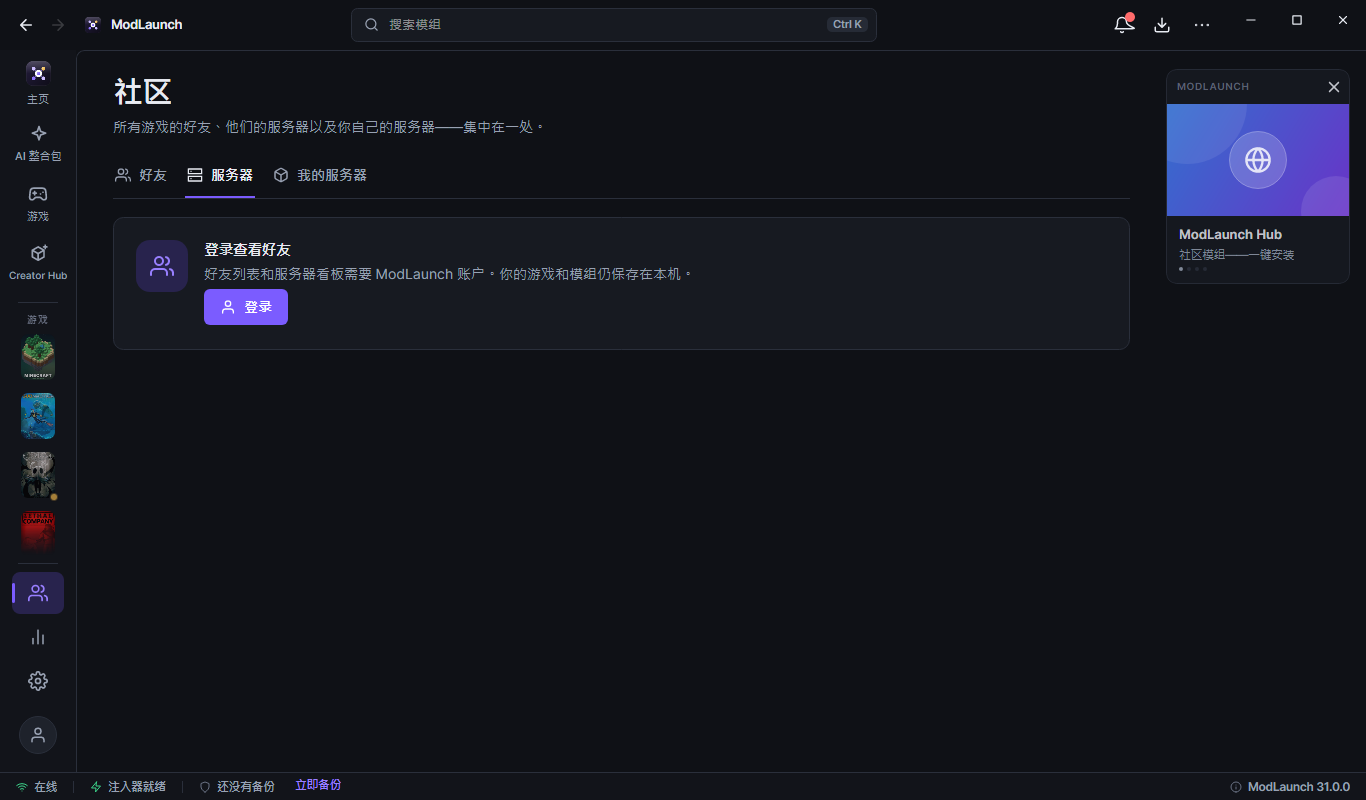 ModLaunch
搜索模组
Ctrl K
主页
AI 整合包
游戏
Creator Hub
游戏
MINECRAFT
LETHAL
COMPANY
社区
所有游戏的好友、他们的服务器以及你自己的服务器——集中在一处。
好友
服务器
我的服务器
登录查看好友
好友列表和服务器看板需要 ModLaunch 账户。你的游戏和模组仍保存在本机。
登录
MODLAUNCH
ModLaunch Hub
社区模组——一键安装
在线
注入器就绪
还没有备份
立即备份
ModLaunch 31.0.0